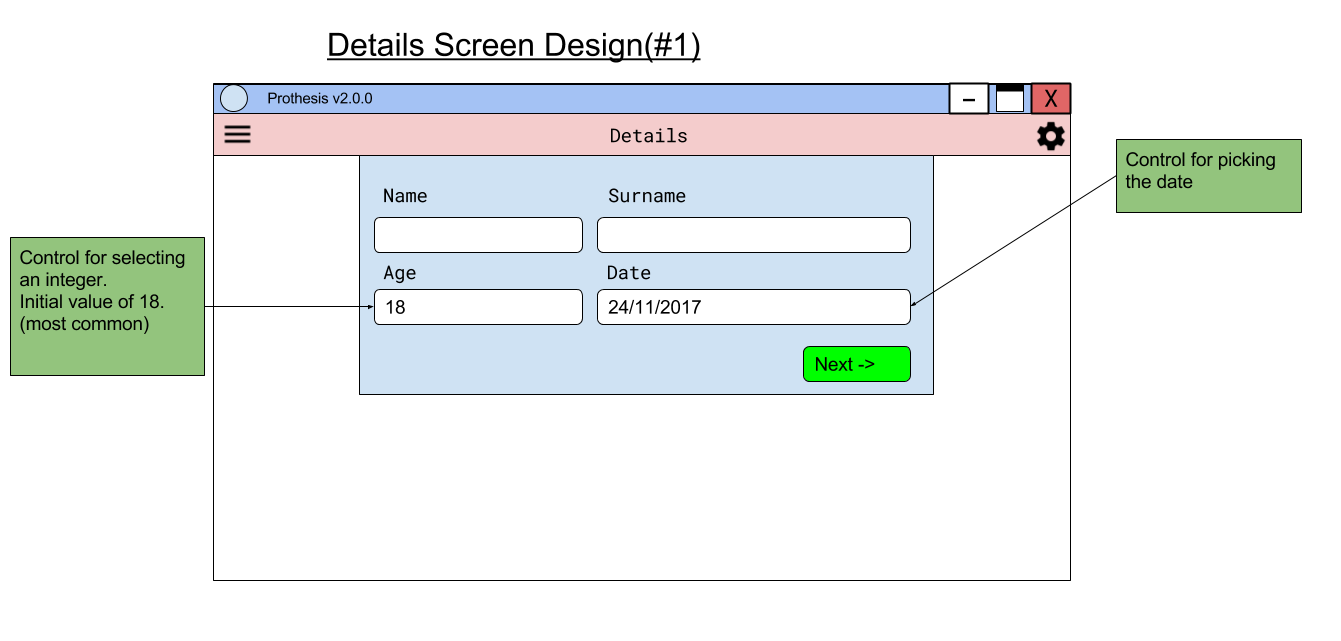 Details Screen Design(#1)
Prothesis v2.0.0
– X
Details
Control for picking
the date
Name Surname
Control for selecting
an integer.
Initial value of 18.
(most common)
Age Date
18 24/11/2017
Next ->